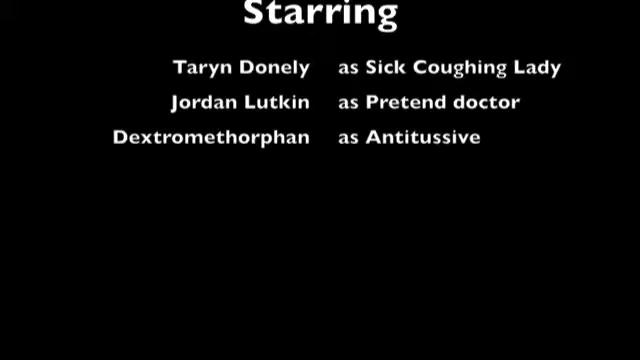 Starring
Taryn Donely as Sick Coughing Lady
Jordan Lutkin as Pretend doctor
Dextromethorphan as Antitussive